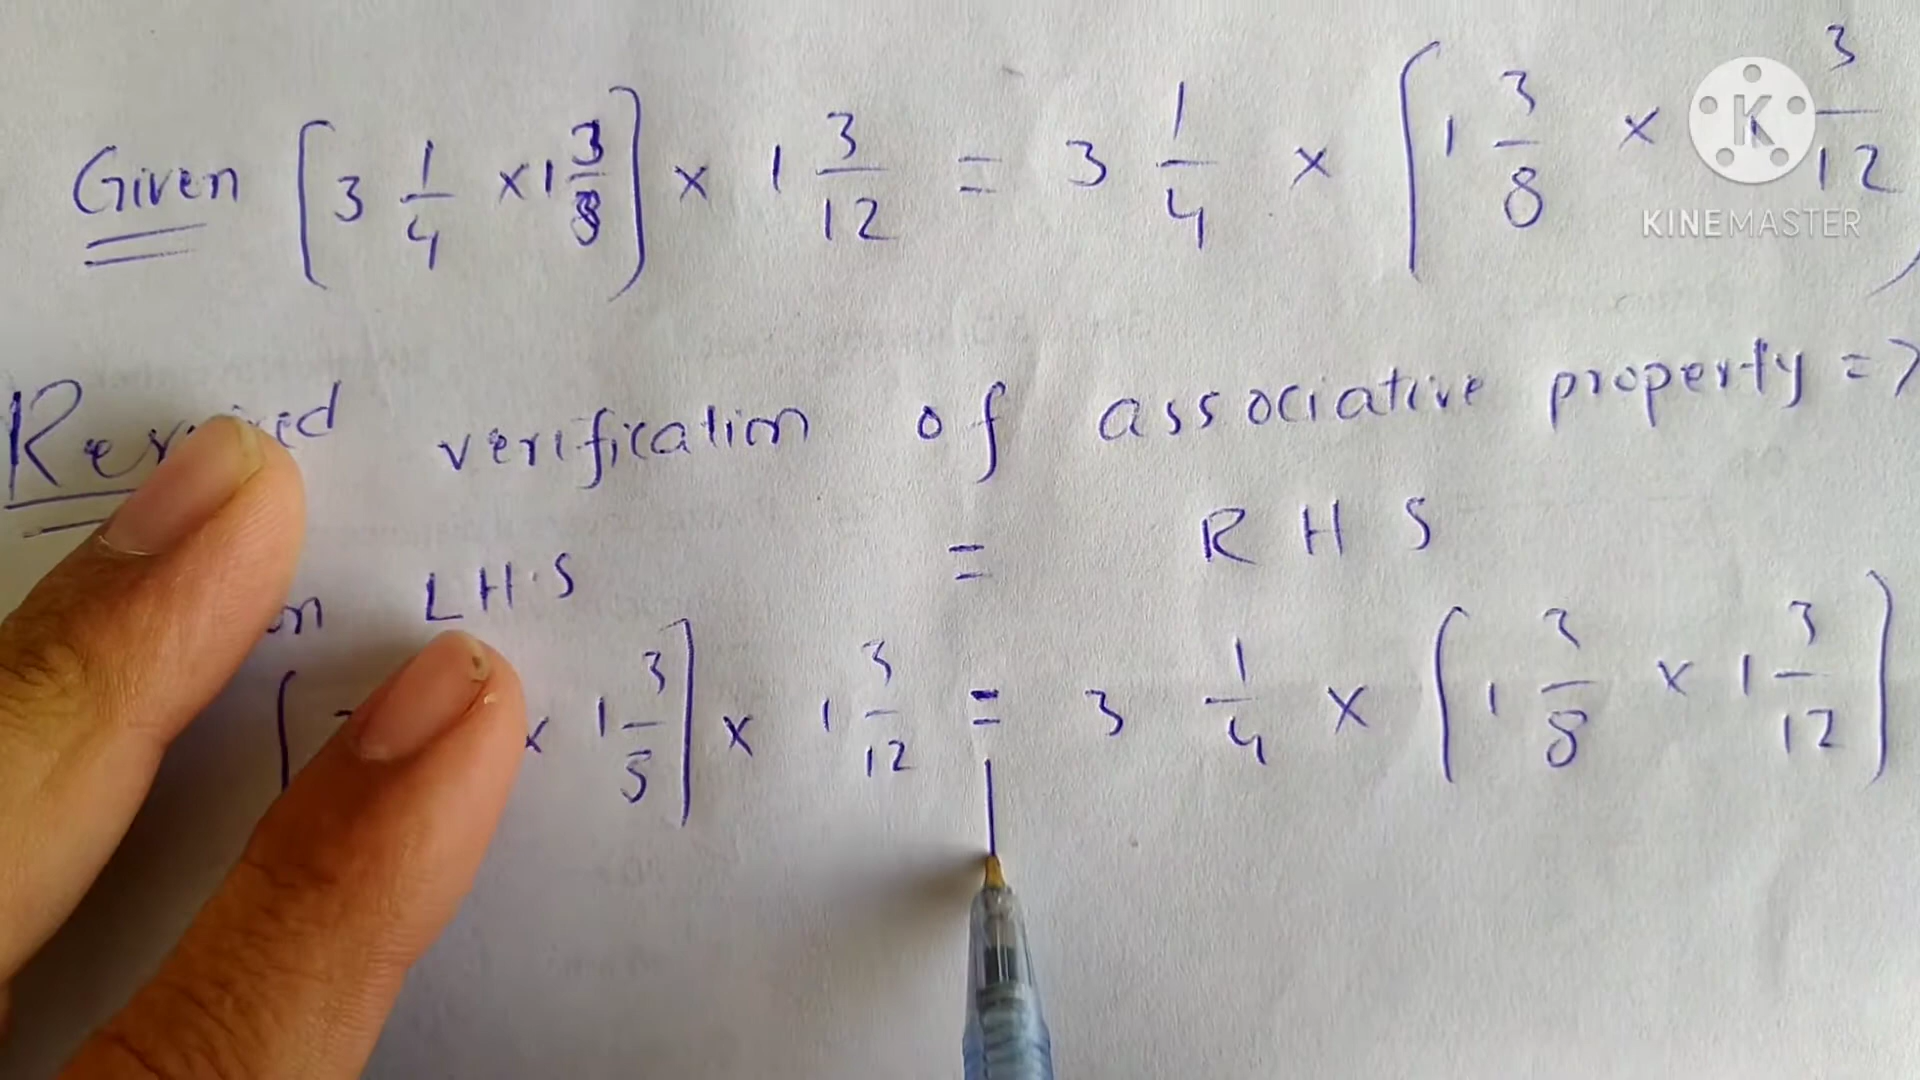 Given [3 1/4 × 1 3/8] × 1 3/12 = 3 1/4 × [1 3/8 × 3/12
verification of associative property =>
LHS = RHS
× 1 3/8] × 1 3/12 = 3 1/4 × [1 3/8 × 1 3/12]
KINEMASTER